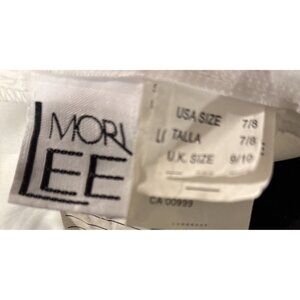 MORI
LEE
USA SIZE 7/8
TALLA 7/8
U.K. SIZE 9/10
CA 00999